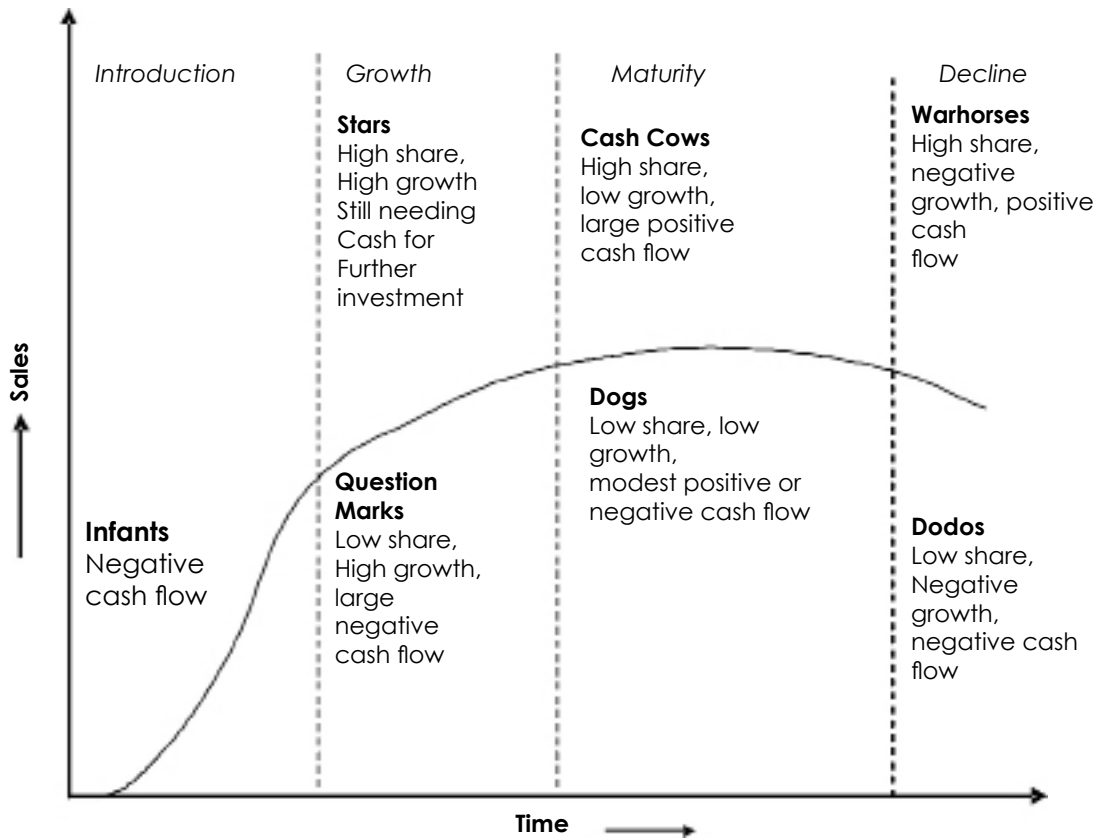 Introduction
Growth
Maturity
Decline
Stars
High share,
High growth
Still needing
Cash for
Further
investment
Cash Cows
High share,
low growth,
large positive
cash flow
Warhorses
High share,
negative
growth, positive
cash
flow
Sales
Infants
Negative
cash flow
Question
Marks
Low share,
High growth,
large
negative
cash flow
Dogs
Low share, low
growth,
modest positive or
negative cash flow
Dodos
Low share,
Negative
growth,
negative cash
flow
Time